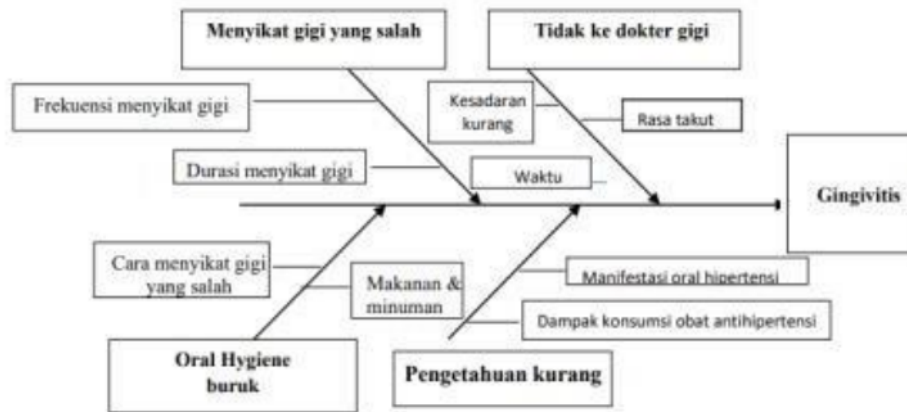 Menyikat gigi yang salah
Tidak ke dokter gigi
Frekuensi menyikat gigi
Kesadaran
kurang
Rasa takut
Durasi menyikat gigi
Waktu
Gingivitis
Cara menyikat gigi
yang salah
Makanan &
minuman
Manifestasi oral hipertensi
Dampak konsumsi obat antihipertensi
Oral Hygiene
buruk
Pengetahuan kurang